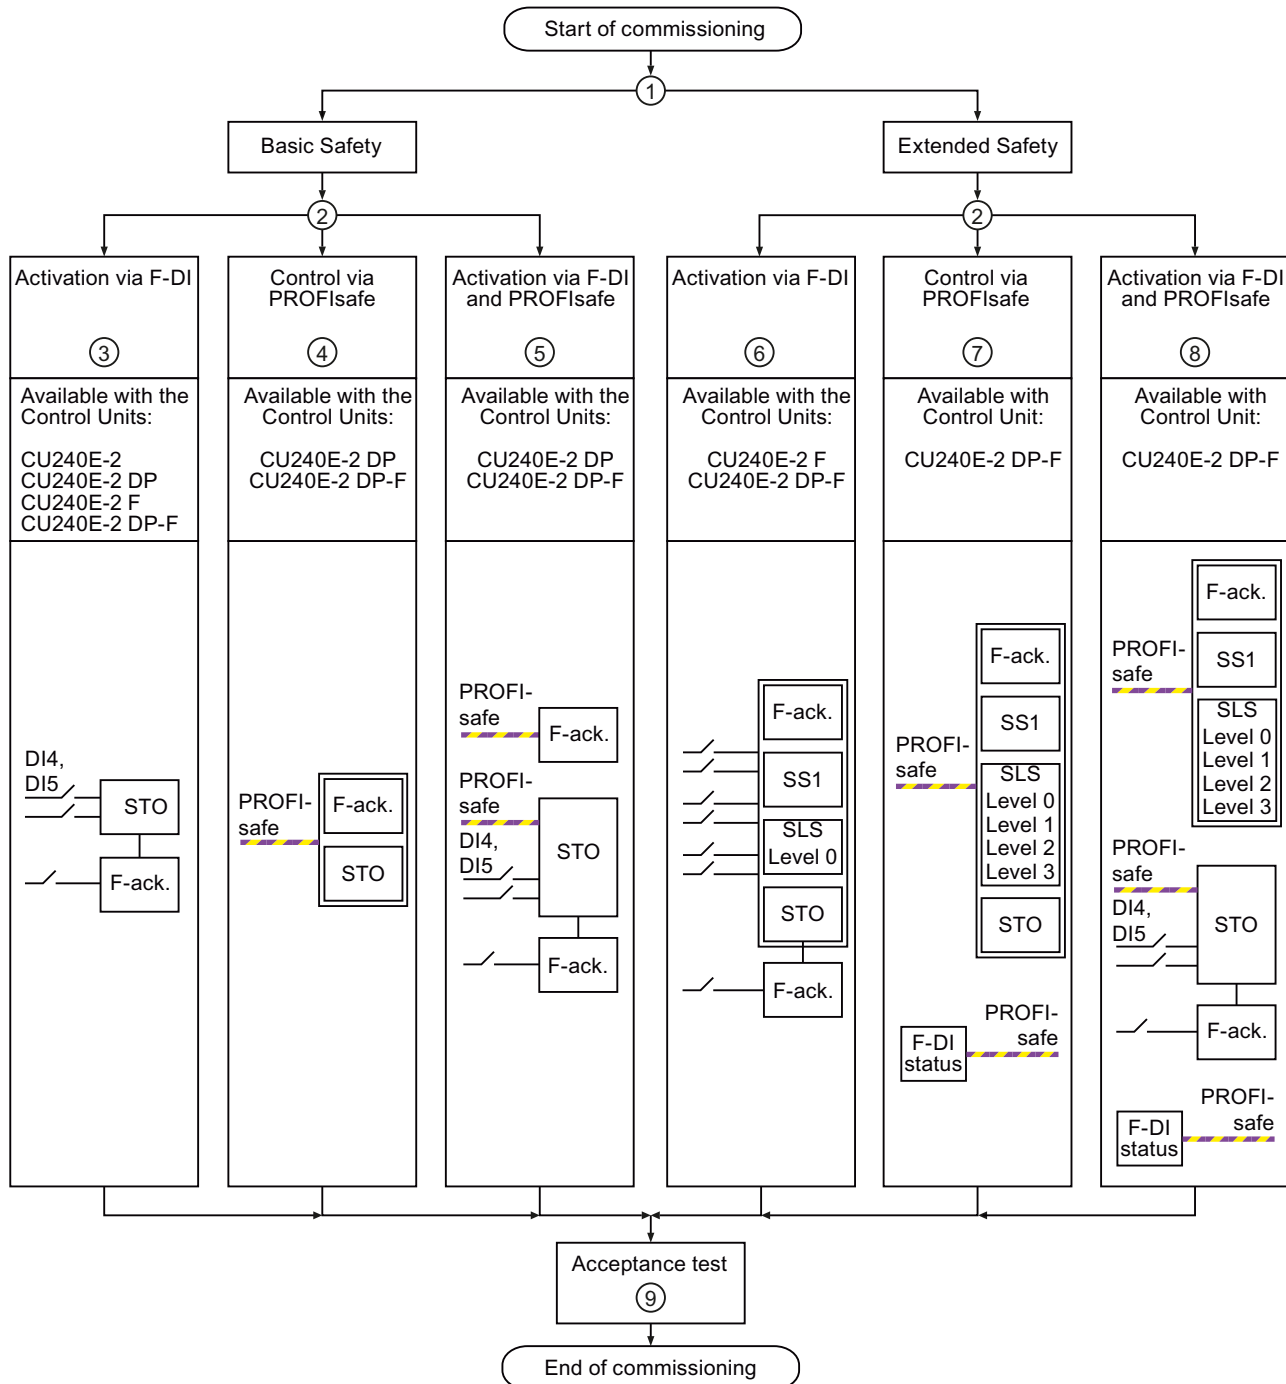 Start of commissioning
1
Basic Safety
Extended Safety
2
2
Activation via F-DI
3
Available with the
Control Units:
CU240E-2
CU240E-2 DP
CU240E-2 F
CU240E-2 DP-F
DI4,
DI5
STO
F-ack.
Control via
PROFIsafe
4
Available with the
Control Units:
CU240E-2 DP
CU240E-2 DP-F
PROFI-
safe
F-ack.
STO
Activation via F-DI
and PROFIsafe
5
Available with the
Control Units:
CU240E-2 DP
CU240E-2 DP-F
PROFI-
safe
F-ack.
PROFI-
safe
DI4,
DI5
STO
F-ack.
Activation via F-DI
6
Available with the
Control Units:
CU240E-2 F
CU240E-2 DP-F
F-ack.
SS1
SLS
Level 0
STO
F-ack.
Control via
PROFIsafe
7
Available with
Control Unit:
CU240E-2 DP-F
PROFI-
safe
F-ack.
SS1
SLS
Level 0
Level 1
Level 2
Level 3
STO
F-DI
status
PROFI-
safe
Activation via F-DI
and PROFIsafe
8
Available with
Control Unit:
CU240E-2 DP-F
PROFI-
safe
F-ack.
SS1
SLS
Level 0
Level 1
Level 2
Level 3
PROFI-
safe
DI4,
DI5
STO
F-ack.
F-DI
status
PROFI-
safe
Acceptance test
9
End of commissioning